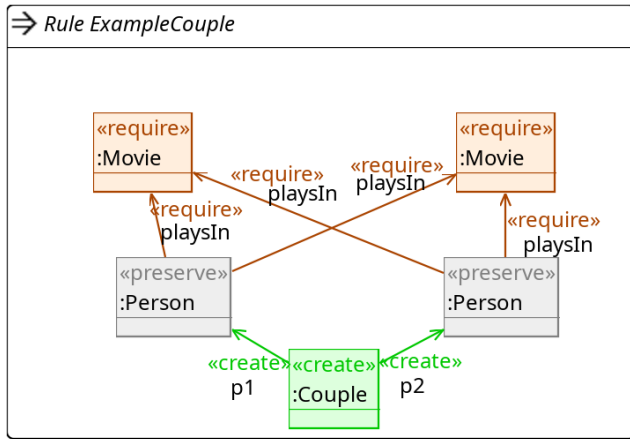 Rule ExampleCouple
«require»
:Movie
«require»
:Movie
«require»
playsIn
«require»
playsIn
«require»
playsIn
«require»
playsIn
«preserve»
:Person
«preserve»
:Person
«create»
p1
«create»
:Couple
«create»
p2